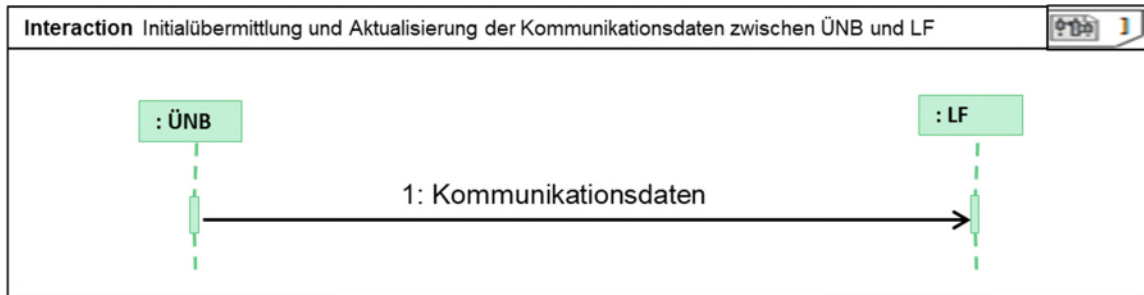 Interaction Initialübermittlung und Aktualisierung der Kommunikationsdaten zwischen ÜNB und LF
: ÜNB
: LF
1: Kommunikationsdaten